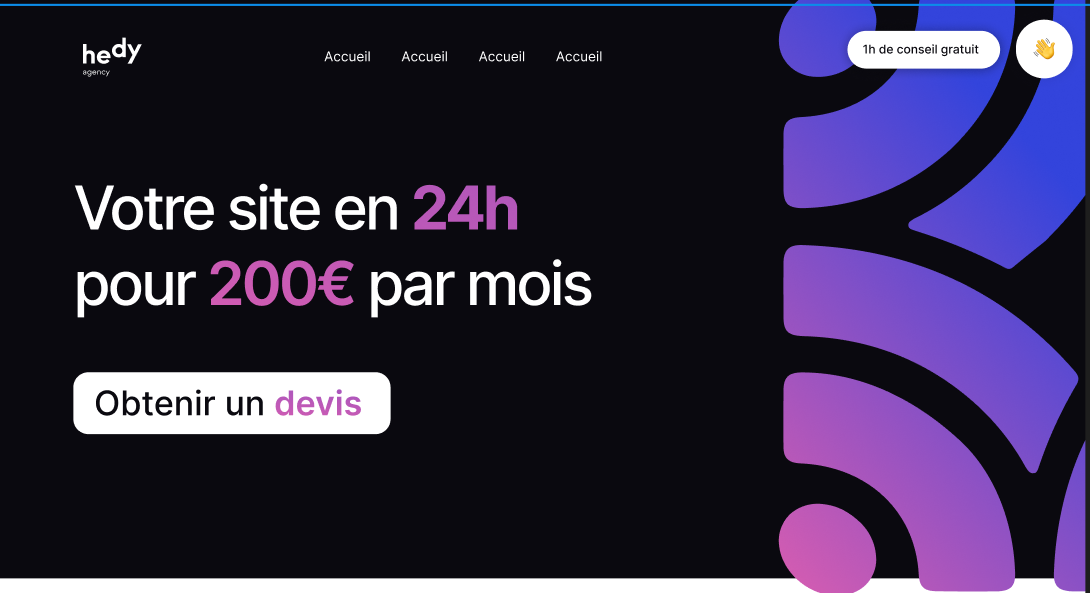 hedy
agency
Accueil Accueil Accueil Accueil
1h de conseil gratuit
Votre site en 24h
pour 200€ par mois
Obtenir un devis